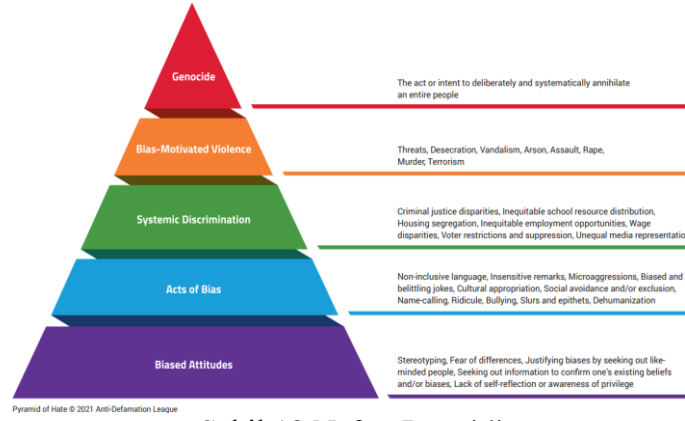 Genocide
The act or intent to deliberately and systematically annihilate
an entire people
Bias-Motivated Violence
Threats, Desecration, Vandalism, Arson, Assault, Rape,
Murder, Terrorism
Systemic Discrimination
Criminal justice disparities, Inequitable school resource distribution,
Housing segregation, Inequitable employment opportunities, Wage
disparities, Voter restrictions and suppression, Unequal media representatio
Acts of Bias
Non-inclusive language, Insensitive remarks, Microaggressions, Biased and
belittling jokes, Cultural appropriation, Social avoidance and/or exclusion,
Name-calling, Ridicule, Bullying, Slurs and epithets, Dehumanization
Biased Attitudes
Stereotyping, Fear of differences, Justifying biases by seeking out like-
minded people, Seeking out information to confirm one's existing beliefs
and/or biases, Lack of self-reflection or awareness of privilege
Pyramid of Hate © 2021 Anti-Defamation League